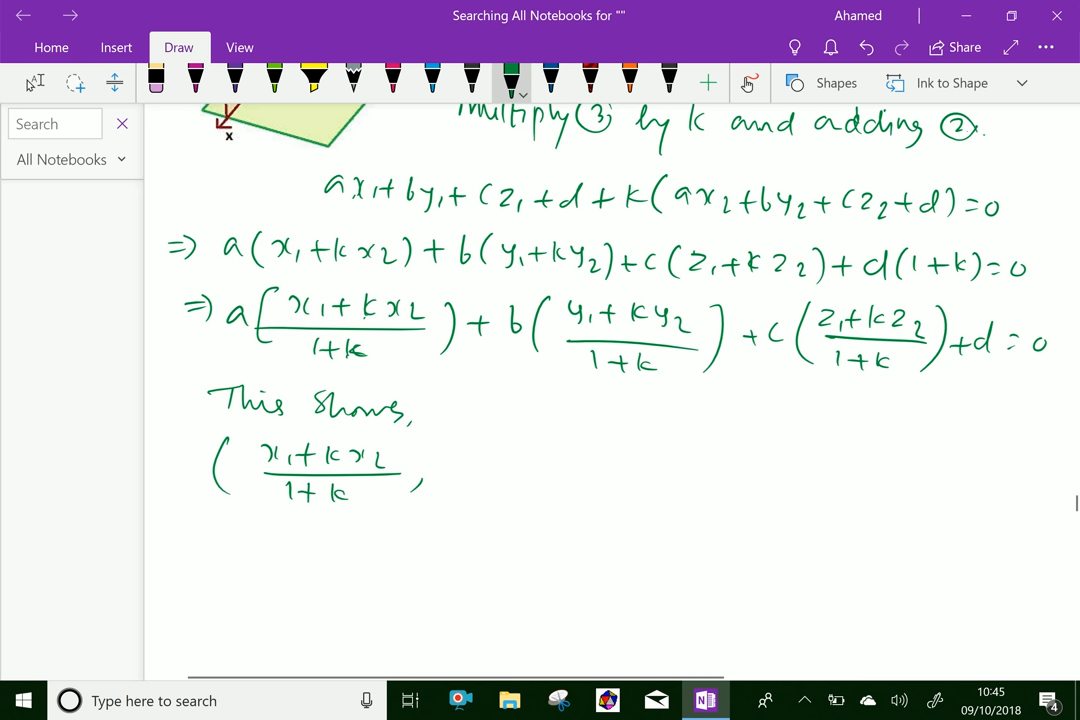 Searching All Notebooks for ""
Ahamed
Home Insert Draw View
Share
Shapes
Ink to Shape
Search
All Notebooks
x
Multiply (3) by k and adding (2).
ax₁+by₁+cz₁+d+k(ax₂+by₂+cz₂+d)=0
⇒ a(x₁+kx₂)+b(y₁+ky₂)+c(z₁+kz₂)+d(1+k)=0
⇒ a[(x₁+kx₂)/(1+k))+b((y₁+ky₂)/(1+k))+c((z₁+kz₂)/(1+k))+d=0
This shows,
((x₁+kx₂)/(1+k),
Type here to search
10:45
09/10/2018
4